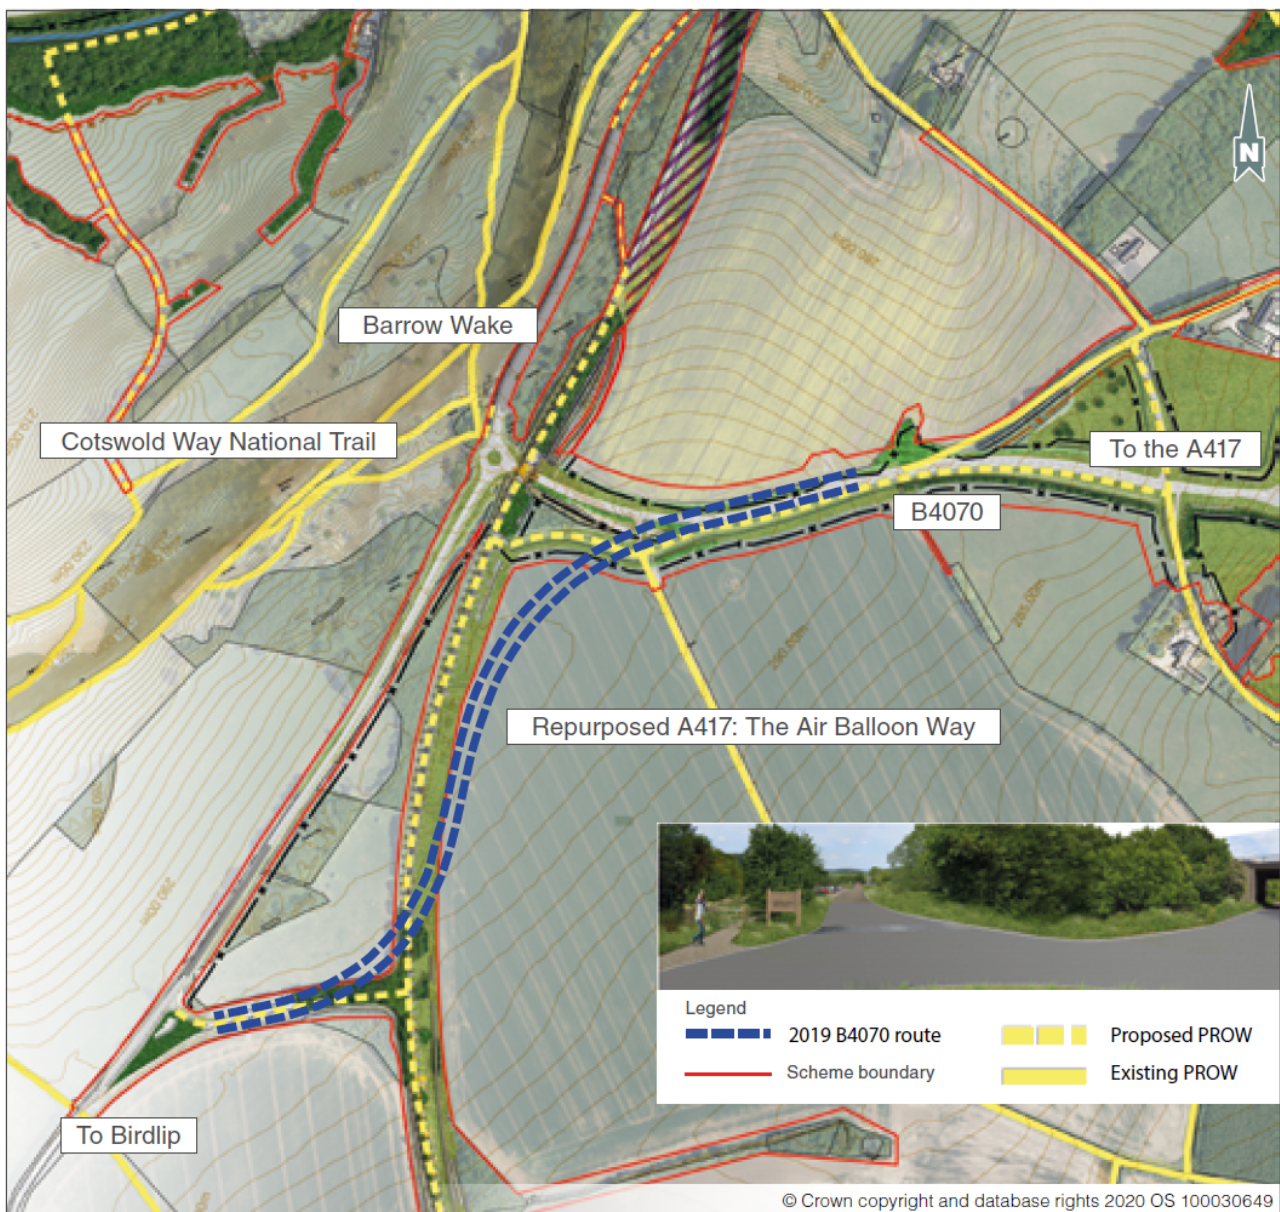 N
Barrow Wake
Cotswold Way National Trail
To the A417
B4070
Repurposed A417: The Air Balloon Way
Legend
2019 B4070 route
Proposed PROW
Scheme boundary
Existing PROW
To Birdlip
© Crown copyright and database rights 2020 OS 100030649